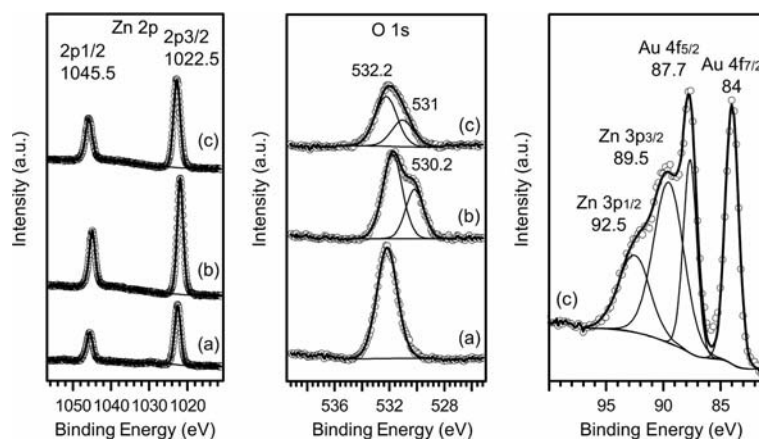 Zn 2p
2p1/2
1045.5
2p3/2
1022.5
(c)
(b)
(a)
Intensity (a.u.)
1050 1040 1030 1020
Binding Energy (eV)
O 1s
532.2
531
(c)
530.2
(b)
(a)
Intensity (a.u.)
536 532 528
Binding Energy (eV)
Au 4f5/2
87.7
Au 4f7/2
84
Zn 3p3/2
89.5
Zn 3p1/2
92.5
(c)
Intensity (a.u.)
95 90 85
Binding Energy (eV)